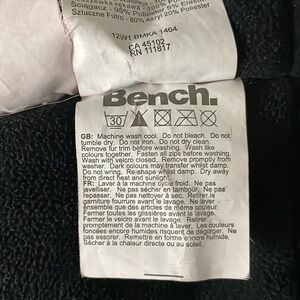 Ściągacz - 96% Poliester 4% Elastan
Sztuczne Futro - 80% Akryl 20% Poliester
12W1 BMKA 1464
CA 45102
RN 111817
Bench.
30
GB: Machine wash cool. Do not bleach. Do not
tumble dry. Do not iron. Do not dry clean.
Remove fur trim before washing. Wash like
colours together. Fasten all zips before washing.
Wash with velcro closed. Remove promptly from
washer. Dark colours may transfer whilst damp.
Do not wring. Re-shape whilst damp. Dry away
from direct heat and sunlight.
FR: Laver à la machine cycle froid. Ne pas
javelliser. Ne pas sécher en tambour. Ne pas
repasser. Ne pas nettoyer à sec. Retirer la
garniture fourrure avant le lavage. Ne laver
ensemble que des articles de même couleur.
Fermer toutes les glissières avant le lavage.
Fermer les velcro avant le lavage. Retirer
promptement de la machine à laver. Les couleurs
foncées encore humides risquent de dégorger. Ne
pas essorer. Remettre en forme encore humide.
Sécher à la chaleur directe ou au soleil.